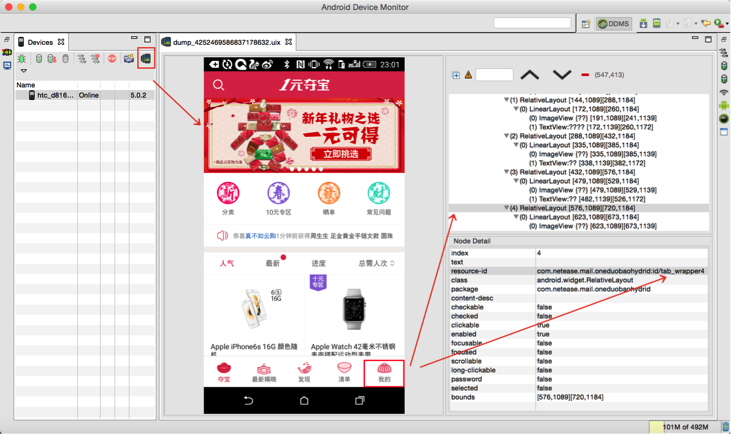 Android Device Monitor
DDMS
Devices
dump_4252469586837178632.uix
Name
htc_d816... Online 5.0.2
23:01
1元夺宝
新年礼物之选
一元可得
立即挑选
新 春 發 财
分类 10元专区 晒单 常见问题
恭喜真不如云购1分钟前获得周生生 足金黄金手链女款 圆珠
人气 最新 进度 总需人次
十元
专区
6S
16G
Apple iPhone6s 16G 颜色随
机
Apple Watch 42毫米不锈钢
夺宝 最新揭晓 发现 清单 我的
(547,413)
(1) RelativeLayout [144,1089][288,1184]
(0) LinearLayout [172,1089][260,1184]
(0) ImageView {??} [191,1089][241,1139]
(1) TextView:???? [172,1139][260,1172]
(2) RelativeLayout [288,1089][432,1184]
(0) LinearLayout [335,1089][385,1184]
(0) ImageView {??} [335,1089][385,1139]
(1) TextView:?? [338,1139][382,1172]
(3) RelativeLayout [432,1089][576,1184]
(0) LinearLayout [479,1089][529,1184]
(0) ImageView {??} [479,1089][529,1139]
(1) TextView:?? [482,1139][526,1172]
(4) RelativeLayout [576,1089][720,1184]
(0) LinearLayout [623,1089][673,1184]
(0) ImageView {??} [623,1089][673,1139]
Node Detail
index 4
text
resource-id com.netease.mail.oneduobaohydrid:id/tab_wrapper4
class android.widget.RelativeLayout
package com.netease.mail.oneduobaohydrid
content-desc
checkable false
checked false
clickable true
enabled true
focusable false
focused false
scrollable false
long-clickable false
password false
selected false
bounds [576,1089][720,1184]
101M of 492M